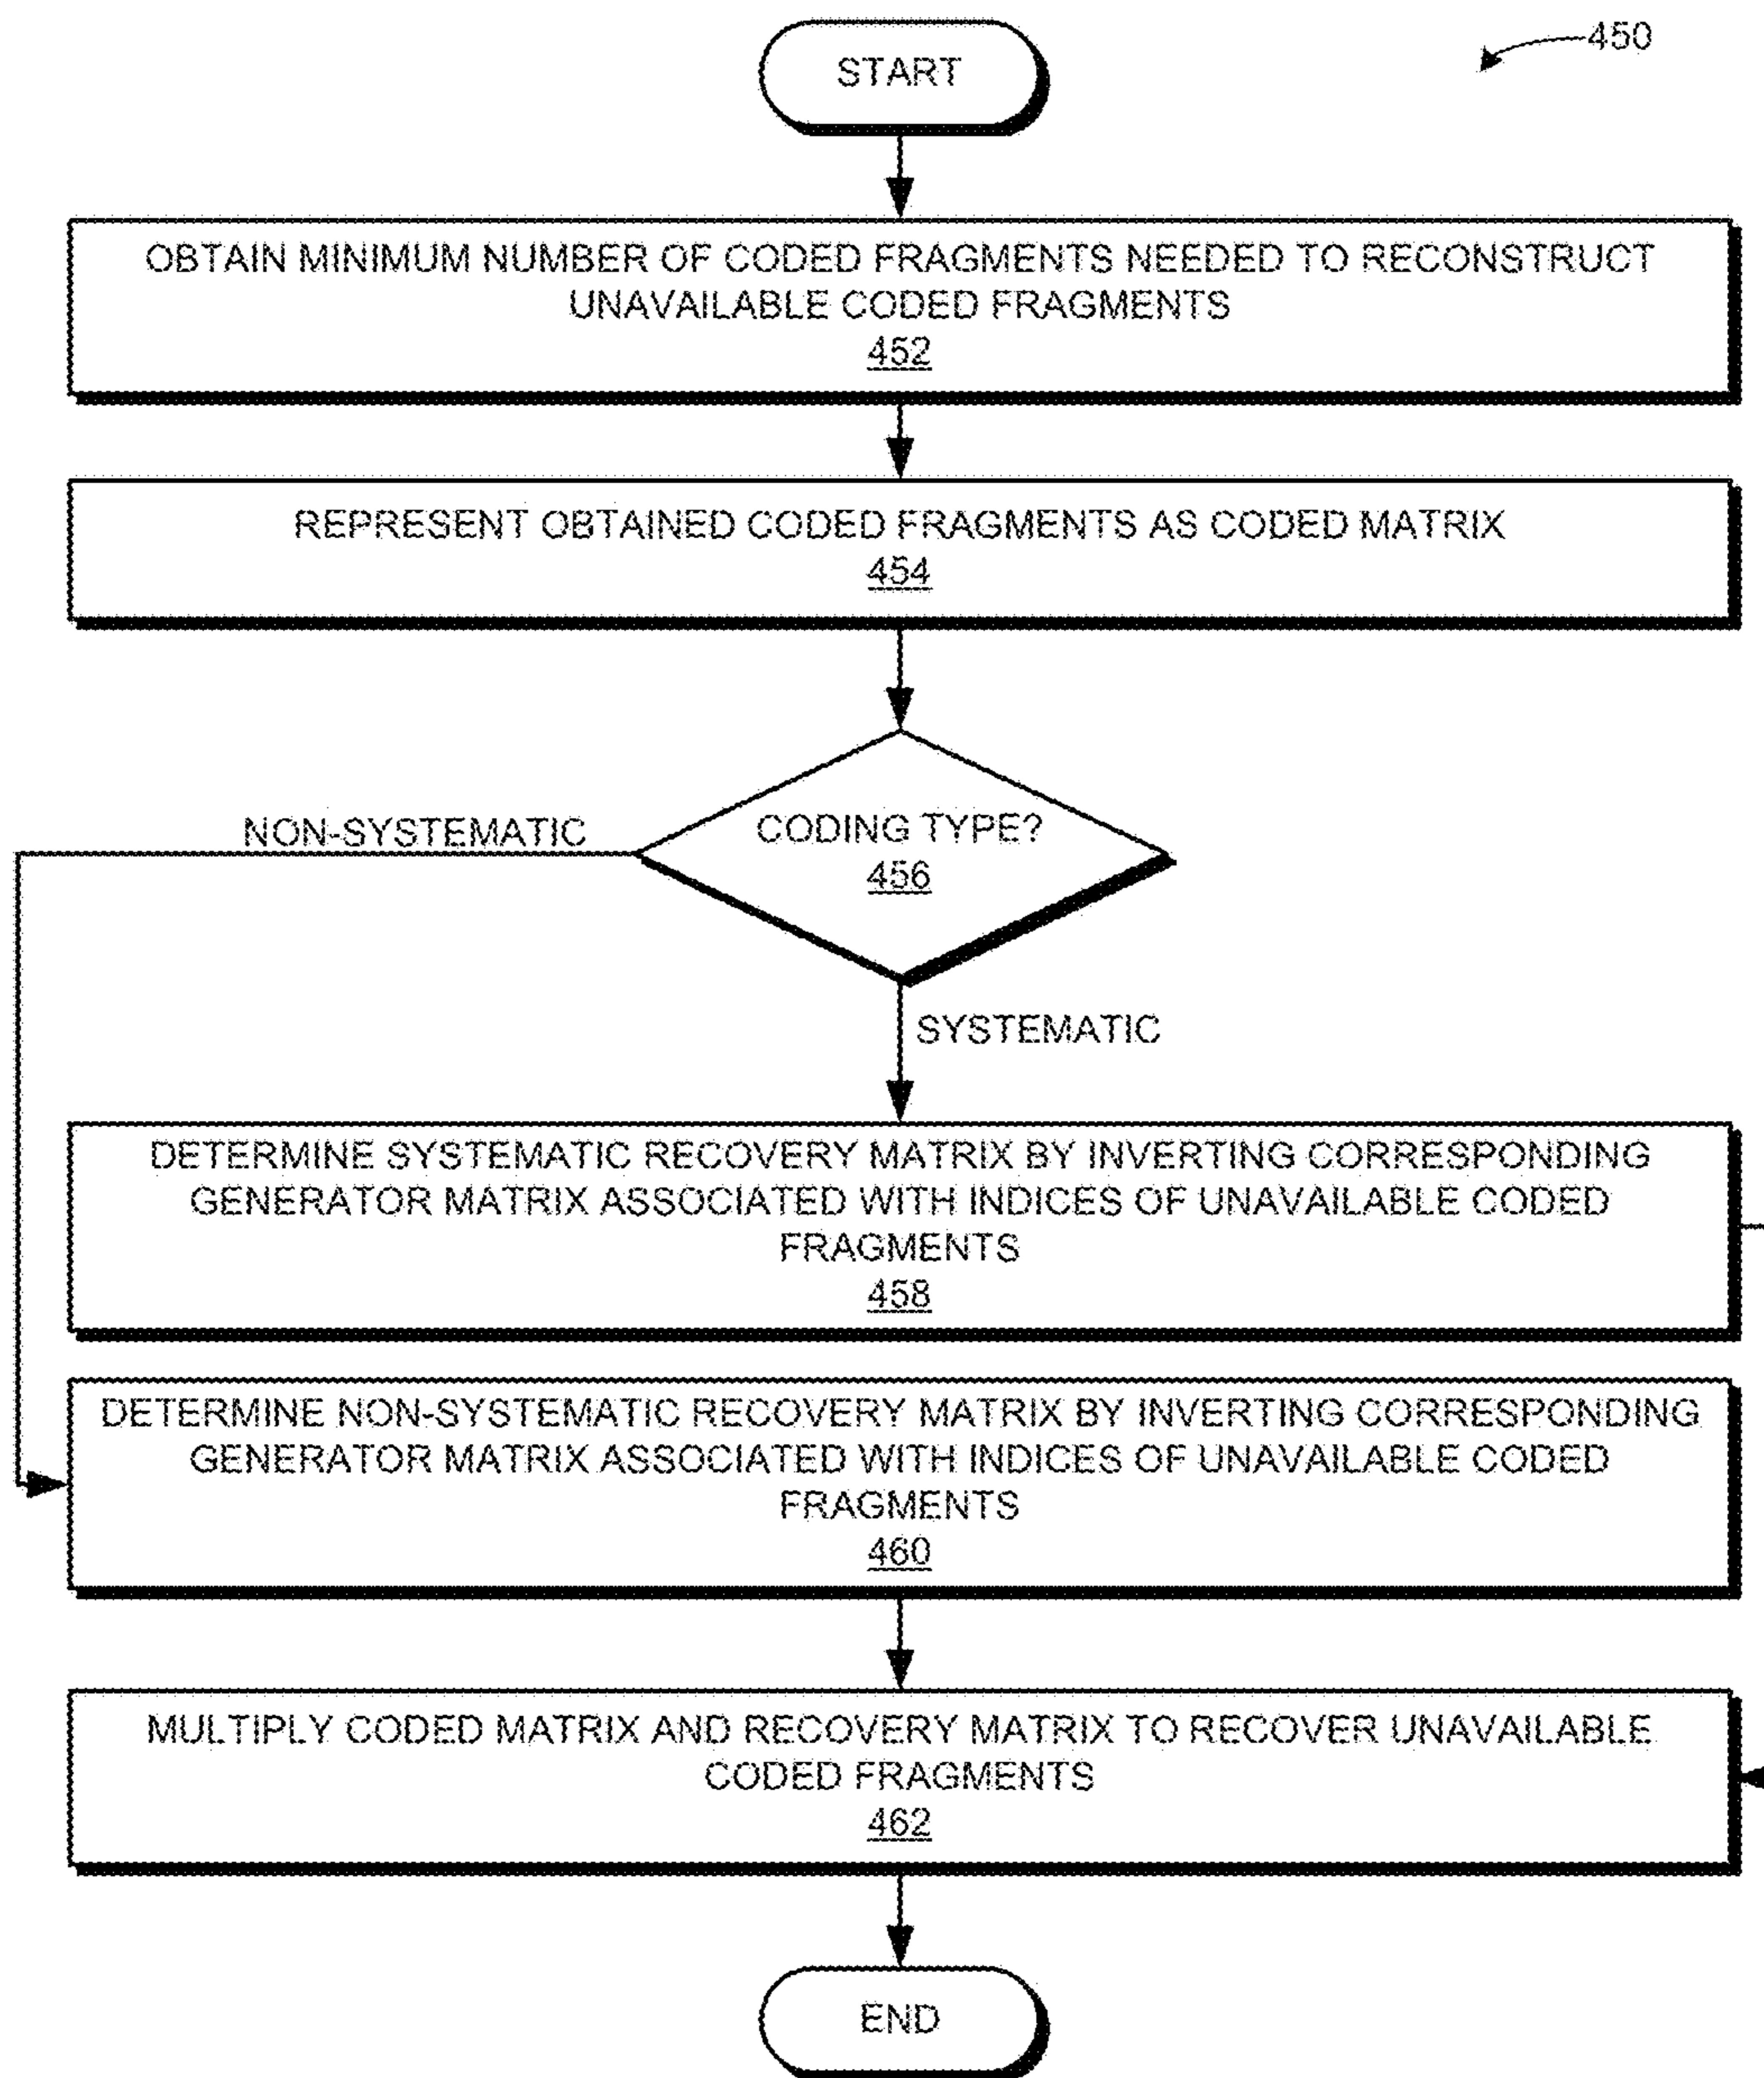 START
450
OBTAIN MINIMUM NUMBER OF CODED FRAGMENTS NEEDED TO RECONSTRUCT
UNAVAILABLE CODED FRAGMENTS
452
REPRESENT OBTAINED CODED FRAGMENTS AS CODED MATRIX
454
NON-SYSTEMATIC
CODING TYPE?
456
SYSTEMATIC
DETERMINE SYSTEMATIC RECOVERY MATRIX BY INVERTING CORRESPONDING
GENERATOR MATRIX ASSOCIATED WITH INDICES OF UNAVAILABLE CODED
FRAGMENTS
458
DETERMINE NON-SYSTEMATIC RECOVERY MATRIX BY INVERTING CORRESPONDING
GENERATOR MATRIX ASSOCIATED WITH INDICES OF UNAVAILABLE CODED
FRAGMENTS
460
MULTIPLY CODED MATRIX AND RECOVERY MATRIX TO RECOVER UNAVAILABLE
CODED FRAGMENTS
462
END